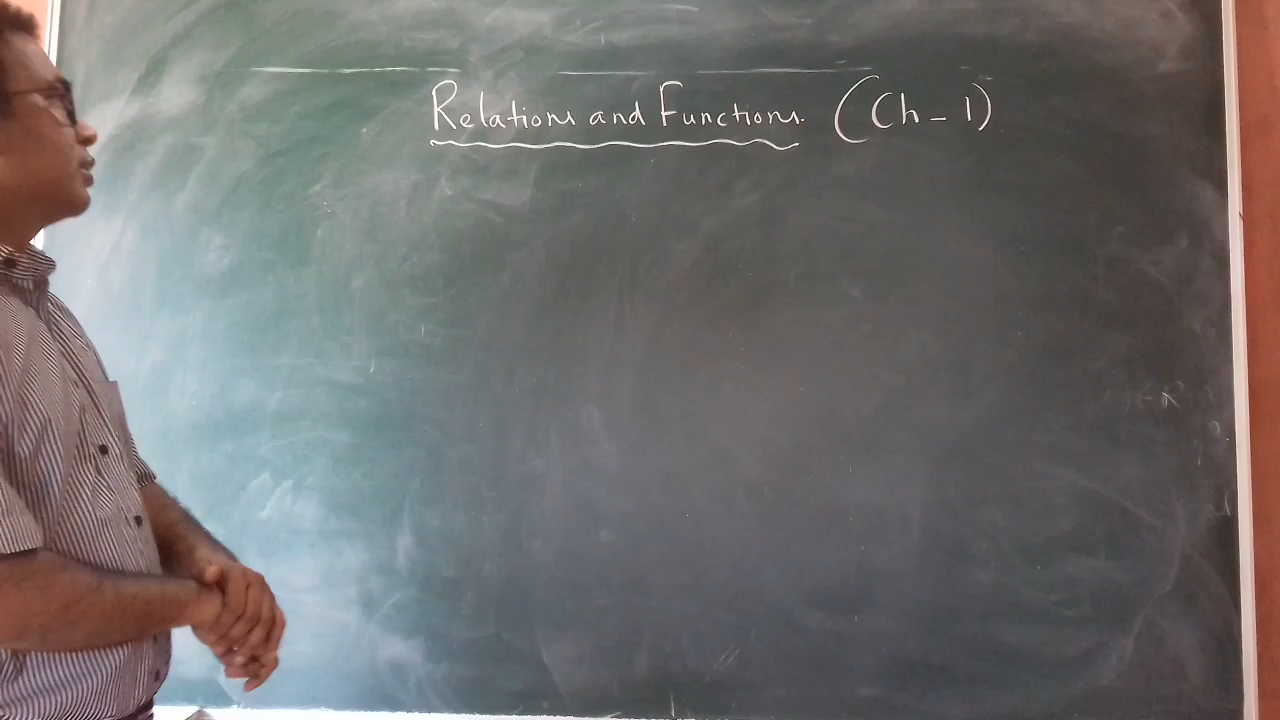 Relations and Functions. (Ch - 1)